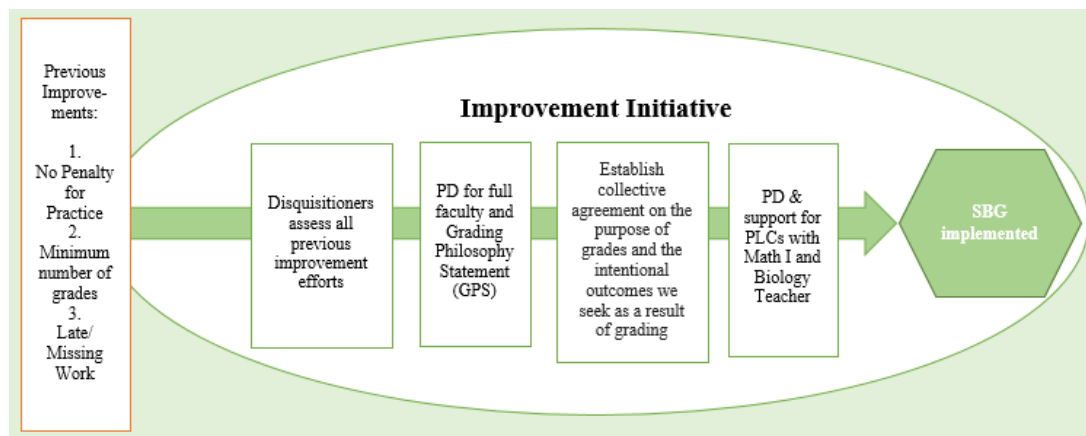 Previous
Improve-
ments:
1.
No Penalty
for
Practice
2.
Minimum
number of
grades
3.
Late/
Missing
Work
Improvement Initiative
Disquisitioners
assess all
previous
improvement
efforts
PD for full
faculty and
Grading
Philosophy
Statement
(GPS)
Establish
collective
agreement on the
purpose of
grades and the
intentional
outcomes we
seek as a result
of grading
PD &
support for
PLCs with
Math I and
Biology
Teacher
SBG
implemented